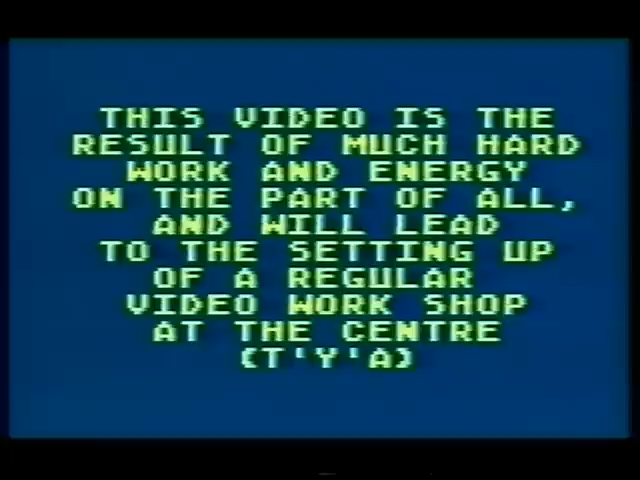 THIS VIDEO IS THE
RESULT OF MUCH HARD
WORK AND ENERGY
ON THE PART OF ALL,
AND WILL LEAD
TO THE SETTING UP
OF A REGULAR
VIDEO WORK SHOP
AT THE CENTRE
(T'Y'A)